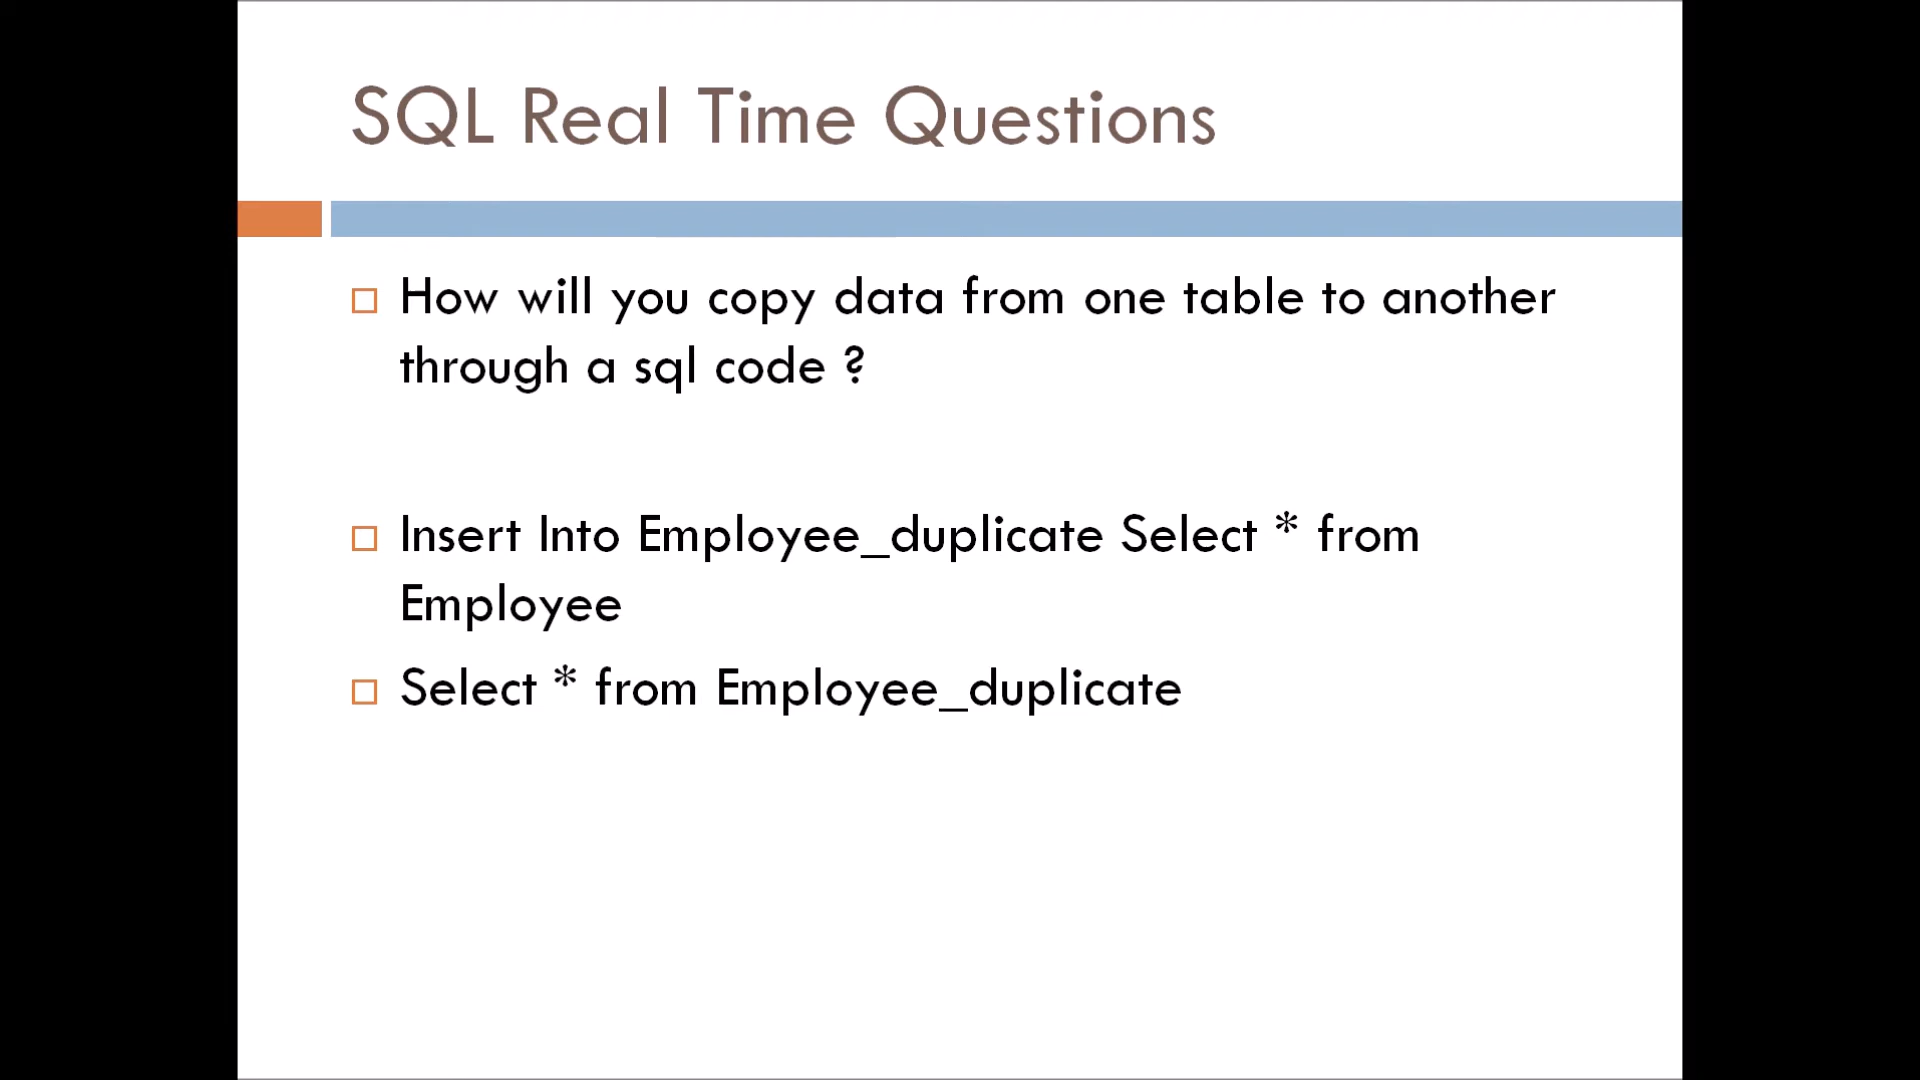 SQL Real Time Questions
How will you copy data from one table to another
through a sql code ?
Insert Into Employee_duplicate Select * from
Employee
Select * from Employee_duplicate